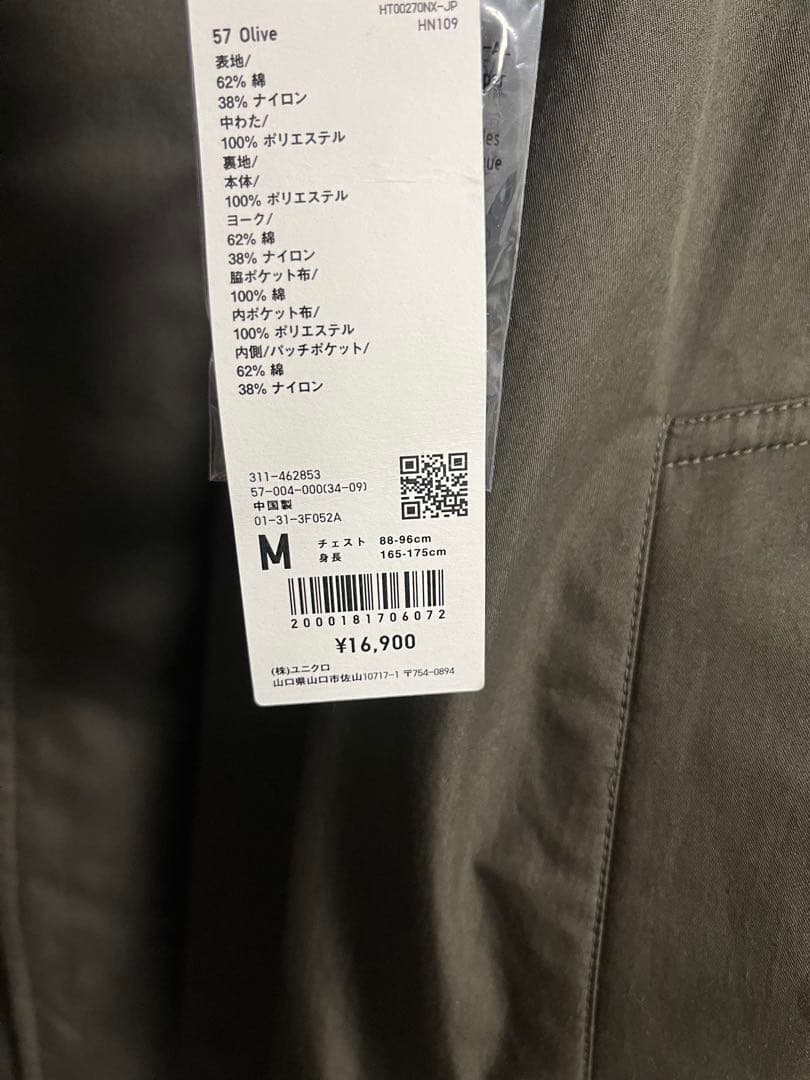 HT00270NX-JP
HN109
57 Olive
表地/
62% 綿
38% ナイロン
中わた/
100% ポリエステル
裏地/
本体/
100% ポリエステル
ヨーク/
62% 綿
38% ナイロン
脇ポケット布/
100% 綿
内ポケット布/
100% ポリエステル
内側/パッチポケット/
62% 綿
38% ナイロン
311-462853
57-004-000(34-09)
中国製
01-31-3F052A
M チェスト 88-96cm
身長 165-175cm
2000181706072
¥16,900
(株)ユニクロ
山口県山口市佐山10717-1 〒754-0894